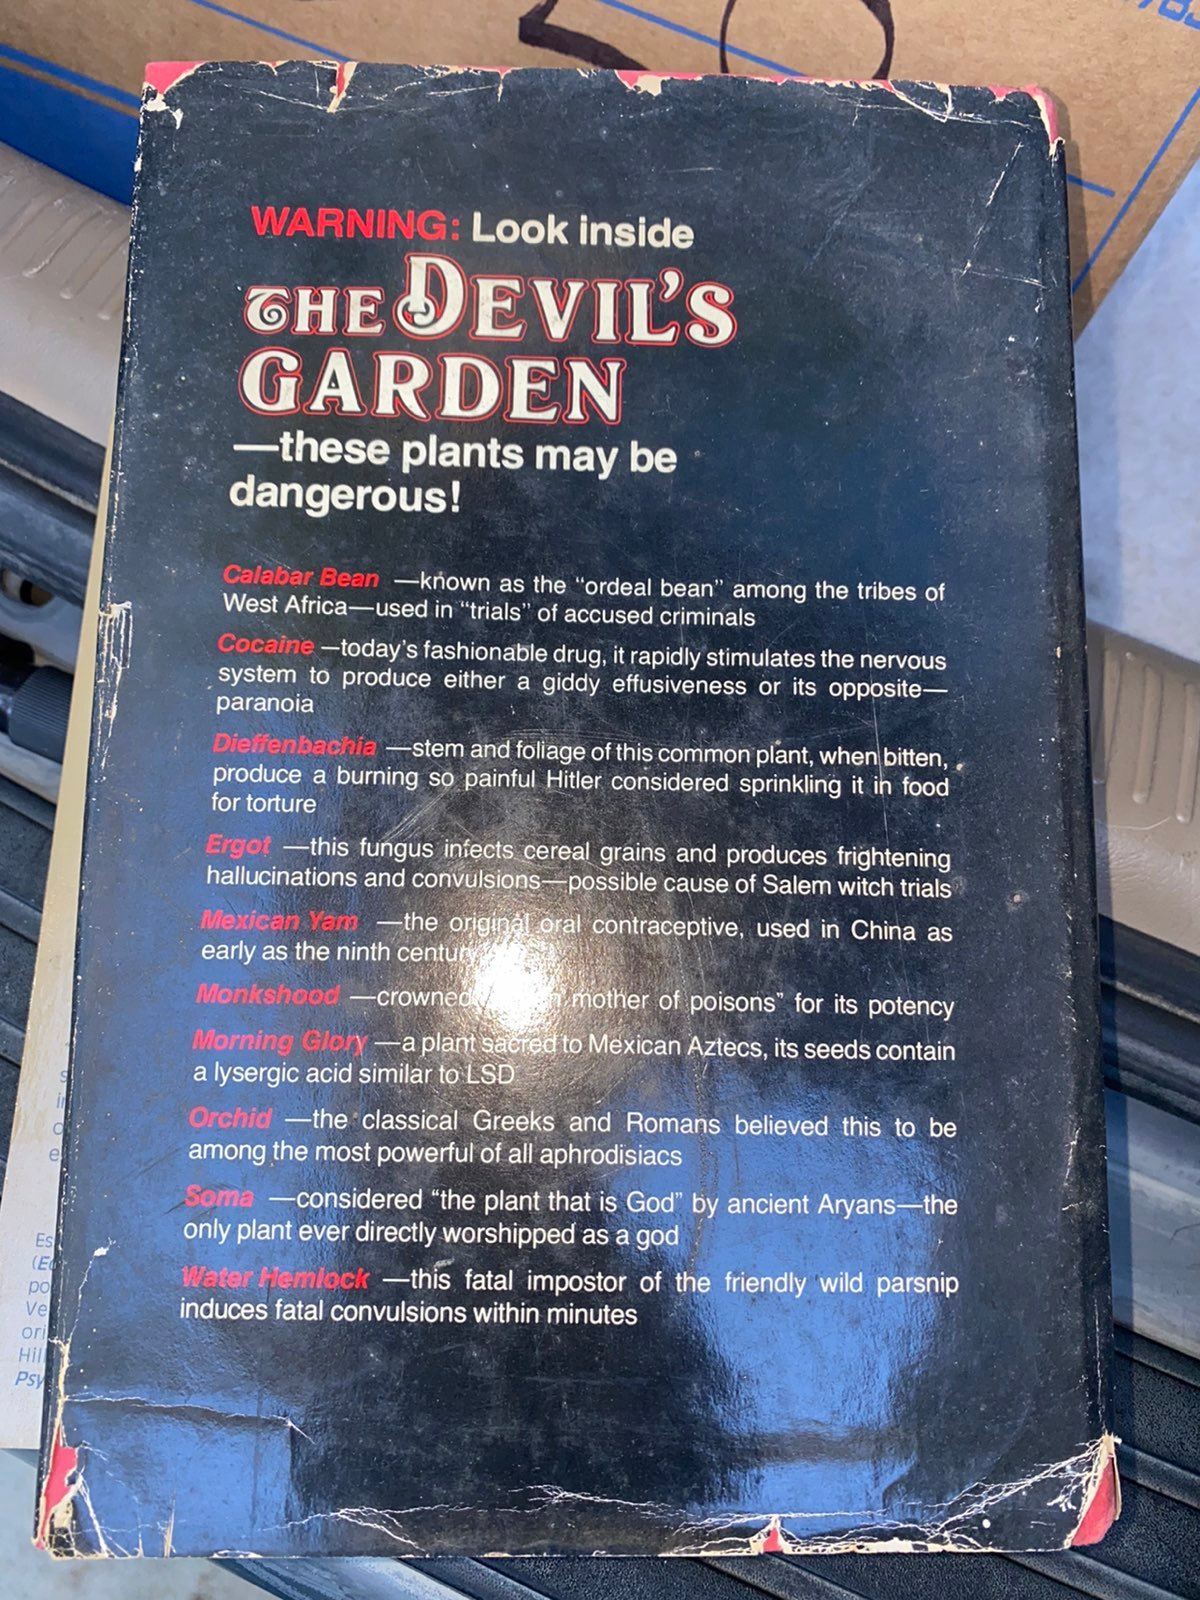 WARNING: Look inside
THE DEVIL'S
GARDEN
—these plants may be
dangerous!
Calabar Bean —known as the “ordeal bean” among the tribes of
West Africa—used in “trials” of accused criminals
Cocaine —today's fashionable drug, it rapidly stimulates the nervous
system to produce either a giddy effusiveness or its opposite—
paranoia
Dieffenbachia —stem and foliage of this common plant, when bitten,
produce a burning so painful Hitler considered sprinkling it in food
for torture
Ergot —this fungus infects cereal grains and produces frightening
hallucinations and convulsions—possible cause of Salem witch trials
Mexican Yam —the original oral contraceptive, used in China as
early as the ninth century
Monkshood —crowned mother of poisons” for its potency
Morning Glory —a plant sacred to Mexican Aztecs, its seeds contain
a lysergic acid similar to LSD
Orchid —the classical Greeks and Romans believed this to be
among the most powerful of all aphrodisiacs
Soma —considered “the plant that is God” by ancient Aryans—the
only plant ever directly worshipped as a god
Water Hemlock —this fatal impostor of the friendly wild parsnip
induces fatal convulsions within minutes
Es
(Ec
po
Ve
ori
Hill
Psy